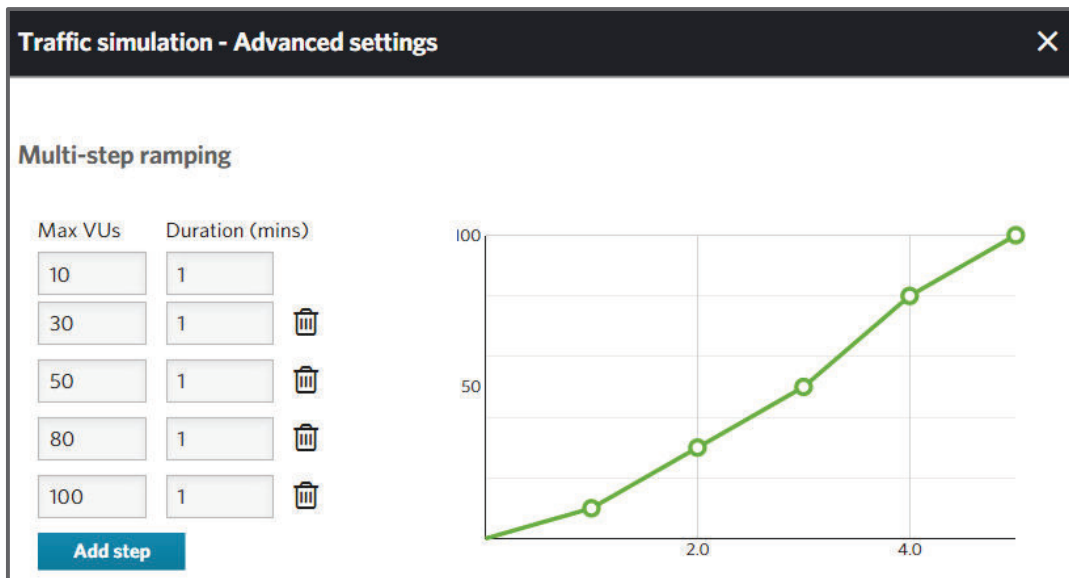 Traffic simulation - Advanced settings
Multi-step ramping
Max VUs Duration (mins)
10 1
30 1
50 1
80 1
100 1
Add step
100
50
2.0 4.0